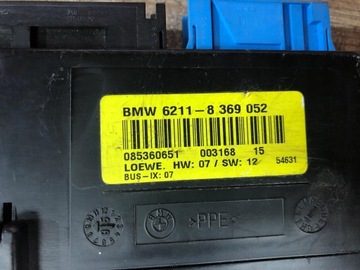 BMW 6211-8 369 052
085360651 003168 15
LOEWE. HW: 07 / SW: 12 54631
BUS-IX: 07
>PPE<